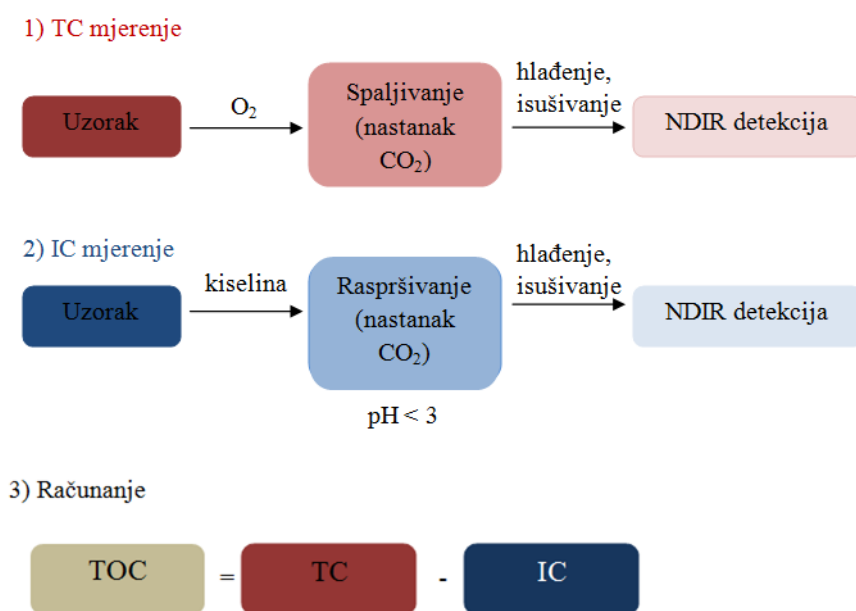 1) TC mjerenje
Uzorak
O₂
Spaljivanje
(nastanak
CO₂)
hlađenje,
isušivanje
NDIR detekcija
2) IC mjerenje
Uzorak
kiselina
Raspršivanje
(nastanak
CO₂)
pH < 3
hlađenje,
isušivanje
NDIR detekcija
3) Računanje
TOC = TC - IC